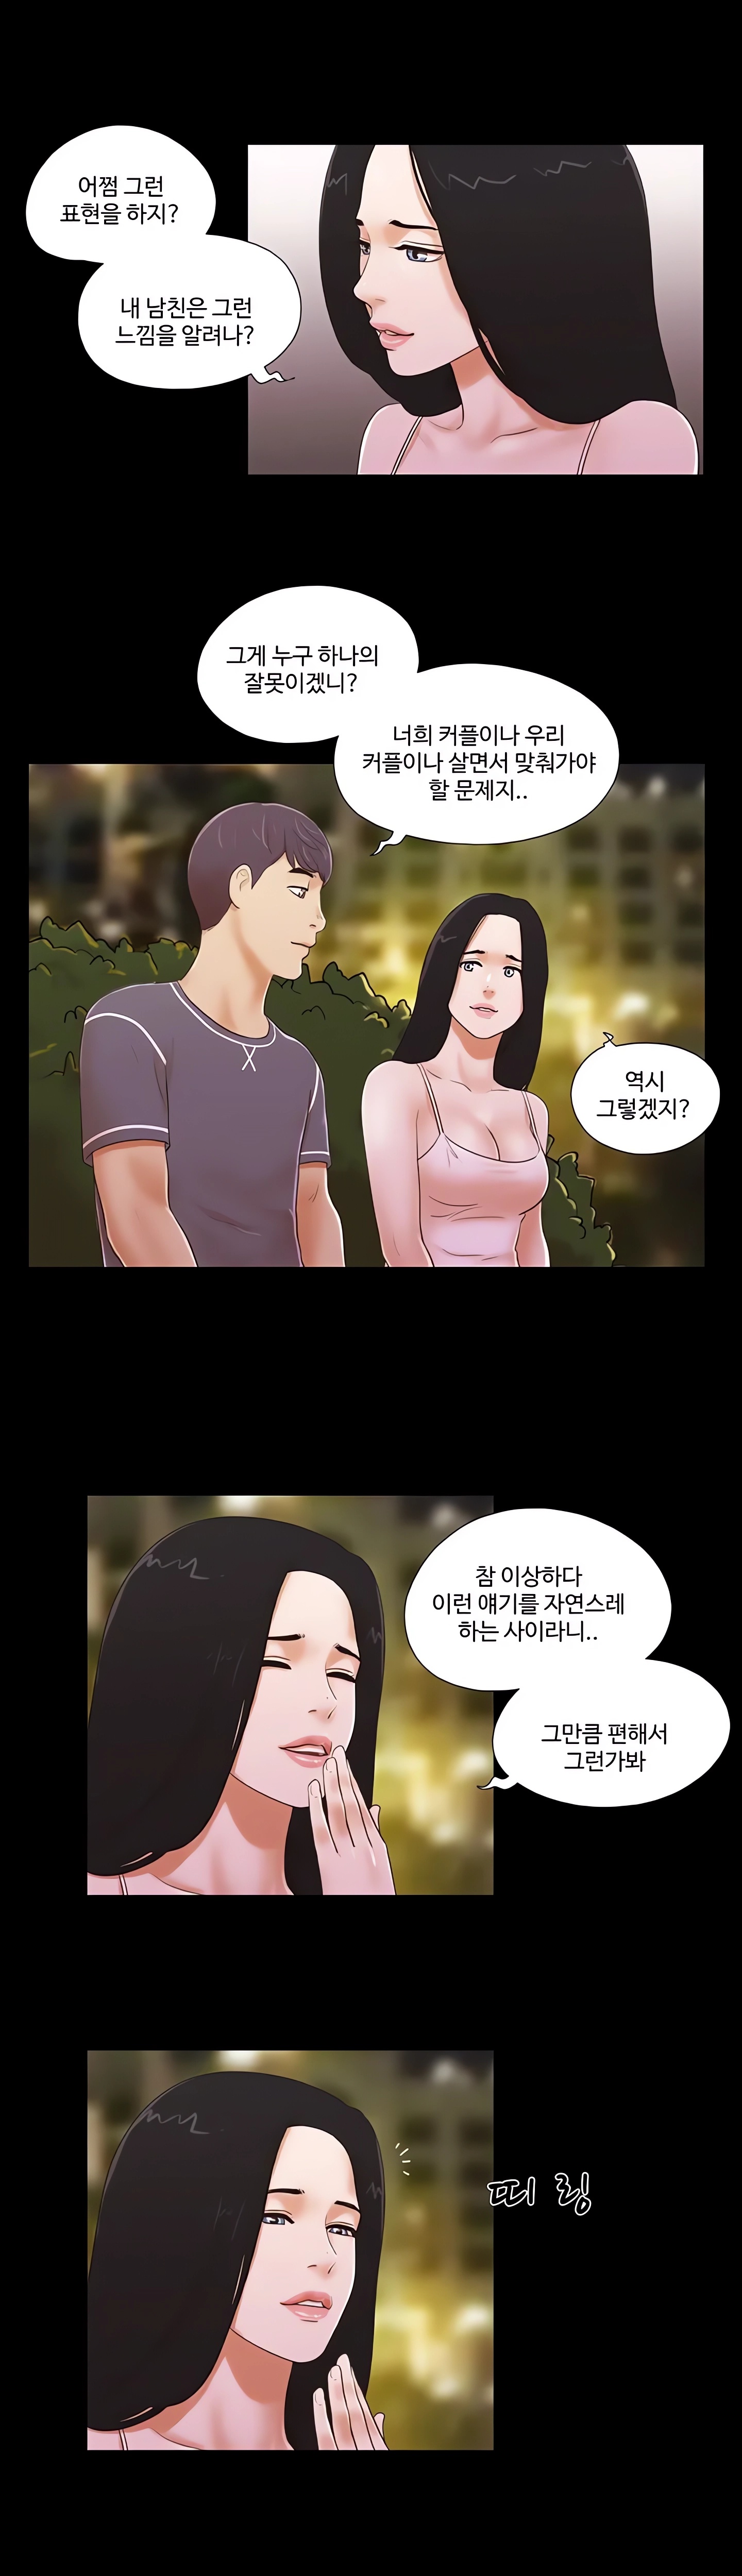 어쩜 그런
표현을 하지?
내 남친은 그런
느낌을 알려나?
그게 누구 하나의
잘못이겠니?
너희 커플이나 우리
커플이나 살면서 맞춰가야
할 문제지..
역시
그렇겠지?
참 이상하다
이런 얘기를 자연스레
하는 사이라니..
그만큼 편해서
그런가봐
띠링